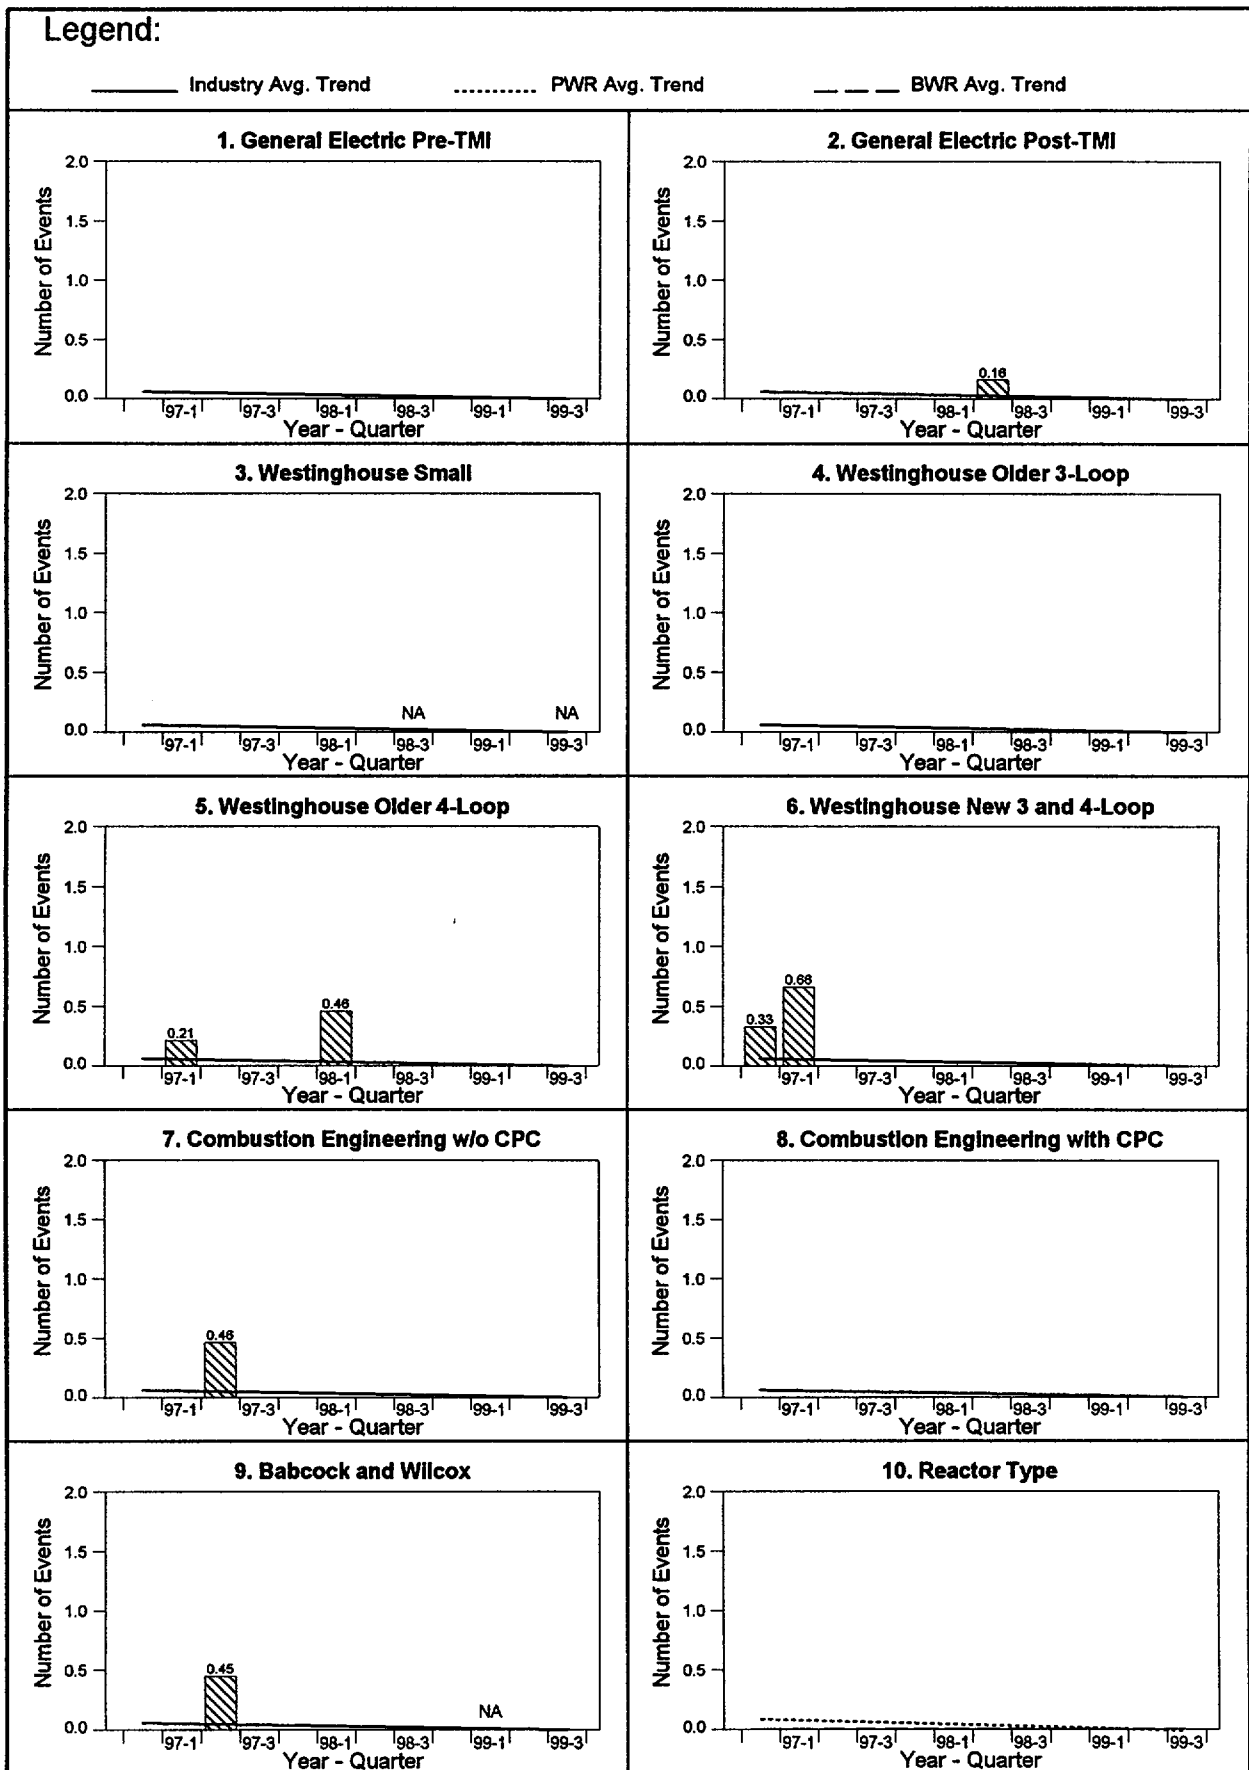 Legend:
Industry Avg. Trend PWR Avg. Trend BWR Avg. Trend
1. General Electric Pre-TMI
Number of Events
2.0
1.5
1.0
0.5
0.0
97-1 97-3 98-1 98-3 99-1 99-3
Year - Quarter
2. General Electric Post-TMI
Number of Events
2.0
1.5
1.0
0.5
0.0
0.16
97-1 97-3 98-1 98-3 99-1 99-3
Year - Quarter
3. Westinghouse Small
Number of Events
2.0
1.5
1.0
0.5
0.0
NA NA
97-1 97-3 98-1 98-3 99-1 99-3
Year - Quarter
4. Westinghouse Older 3-Loop
Number of Events
2.0
1.5
1.0
0.5
0.0
97-1 97-3 98-1 98-3 99-1 99-3
Year - Quarter
5. Westinghouse Older 4-Loop
Number of Events
2.0
1.5
1.0
0.5
0.0
0.21 0.46
97-1 97-3 98-1 98-3 99-1 99-3
Year - Quarter
6. Westinghouse New 3 and 4-Loop
Number of Events
2.0
1.5
1.0
0.5
0.0
0.33 0.66
97-1 97-3 98-1 98-3 99-1 99-3
Year - Quarter
7. Combustion Engineering w/o CPC
Number of Events
2.0
1.5
1.0
0.5
0.0
0.46
97-1 97-3 98-1 98-3 99-1 99-3
Year - Quarter
8. Combustion Engineering with CPC
Number of Events
2.0
1.5
1.0
0.5
0.0
97-1 97-3 98-1 98-3 99-1 99-3
Year - Quarter
9. Babcock and Wilcox
Number of Events
2.0
1.5
1.0
0.5
0.0
0.45 NA
97-1 97-3 98-1 98-3 99-1 99-3
Year - Quarter
10. Reactor Type
Number of Events
2.0
1.5
1.0
0.5
0.0
97-1 97-3 98-1 98-3 99-1 99-3
Year - Quarter